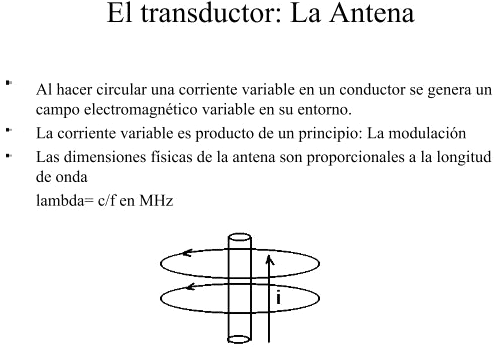 El transductor: La Antena
Al hacer circular una corriente variable en un conductor se genera un
campo electromagnético variable en su entorno.
La corriente variable es producto de un principio: La modulación
Las dimensiones físicas de la antena son proporcionales a la longitud
de onda
lambda= c/f en MHz
i